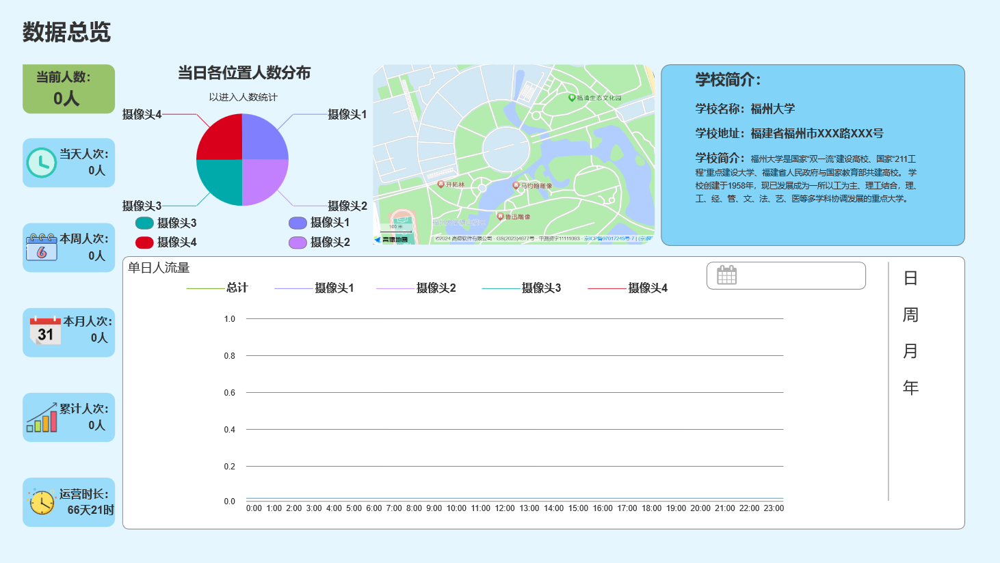 数据总览
当前人数：
0人
当天人次：
0人
本周人次：
0人
6
本月人次：
0人
31
累计人次：
0人
运营时长：
66天21时
当日各位置人数分布
以进入人数统计
摄像头4
摄像头1
摄像头3
摄像头2
摄像头3
摄像头1
摄像头4
摄像头2
福清生态文化园
开拓林
马约翰雕像
鲁迅雕像
100 米
高德地图
©2024 高德软件有限公司 - GS(2023)4677号 - 甲测资字11111093 - 京ICP备07017245号-7 | (京)网
学校简介：
学校名称：福州大学
学校地址：福建省福州市XXX路XXX号
学校简介：福州大学是国家“双一流”建设高校、国家“211工
程”重点建设大学、福建省人民政府与国家教育部共建高校。 学
校创建于1958年，现已发展成为一所以工为主、理工结合，理、
工、经、管、文、法、艺、医等多学科协调发展的重点大学。
单日人流量
总计
摄像头1
摄像头2
摄像头3
摄像头4
日
周
月
年
1.0
0.8
0.6
0.4
0.2
0.0
0:00 1:00 2:00 3:00 4:00 5:00 6:00 7:00 8:00 9:00 10:00 11:00 12:00 13:00 14:00 15:00 16:00 17:00 18:00 19:00 20:00 21:00 22:00 23:00